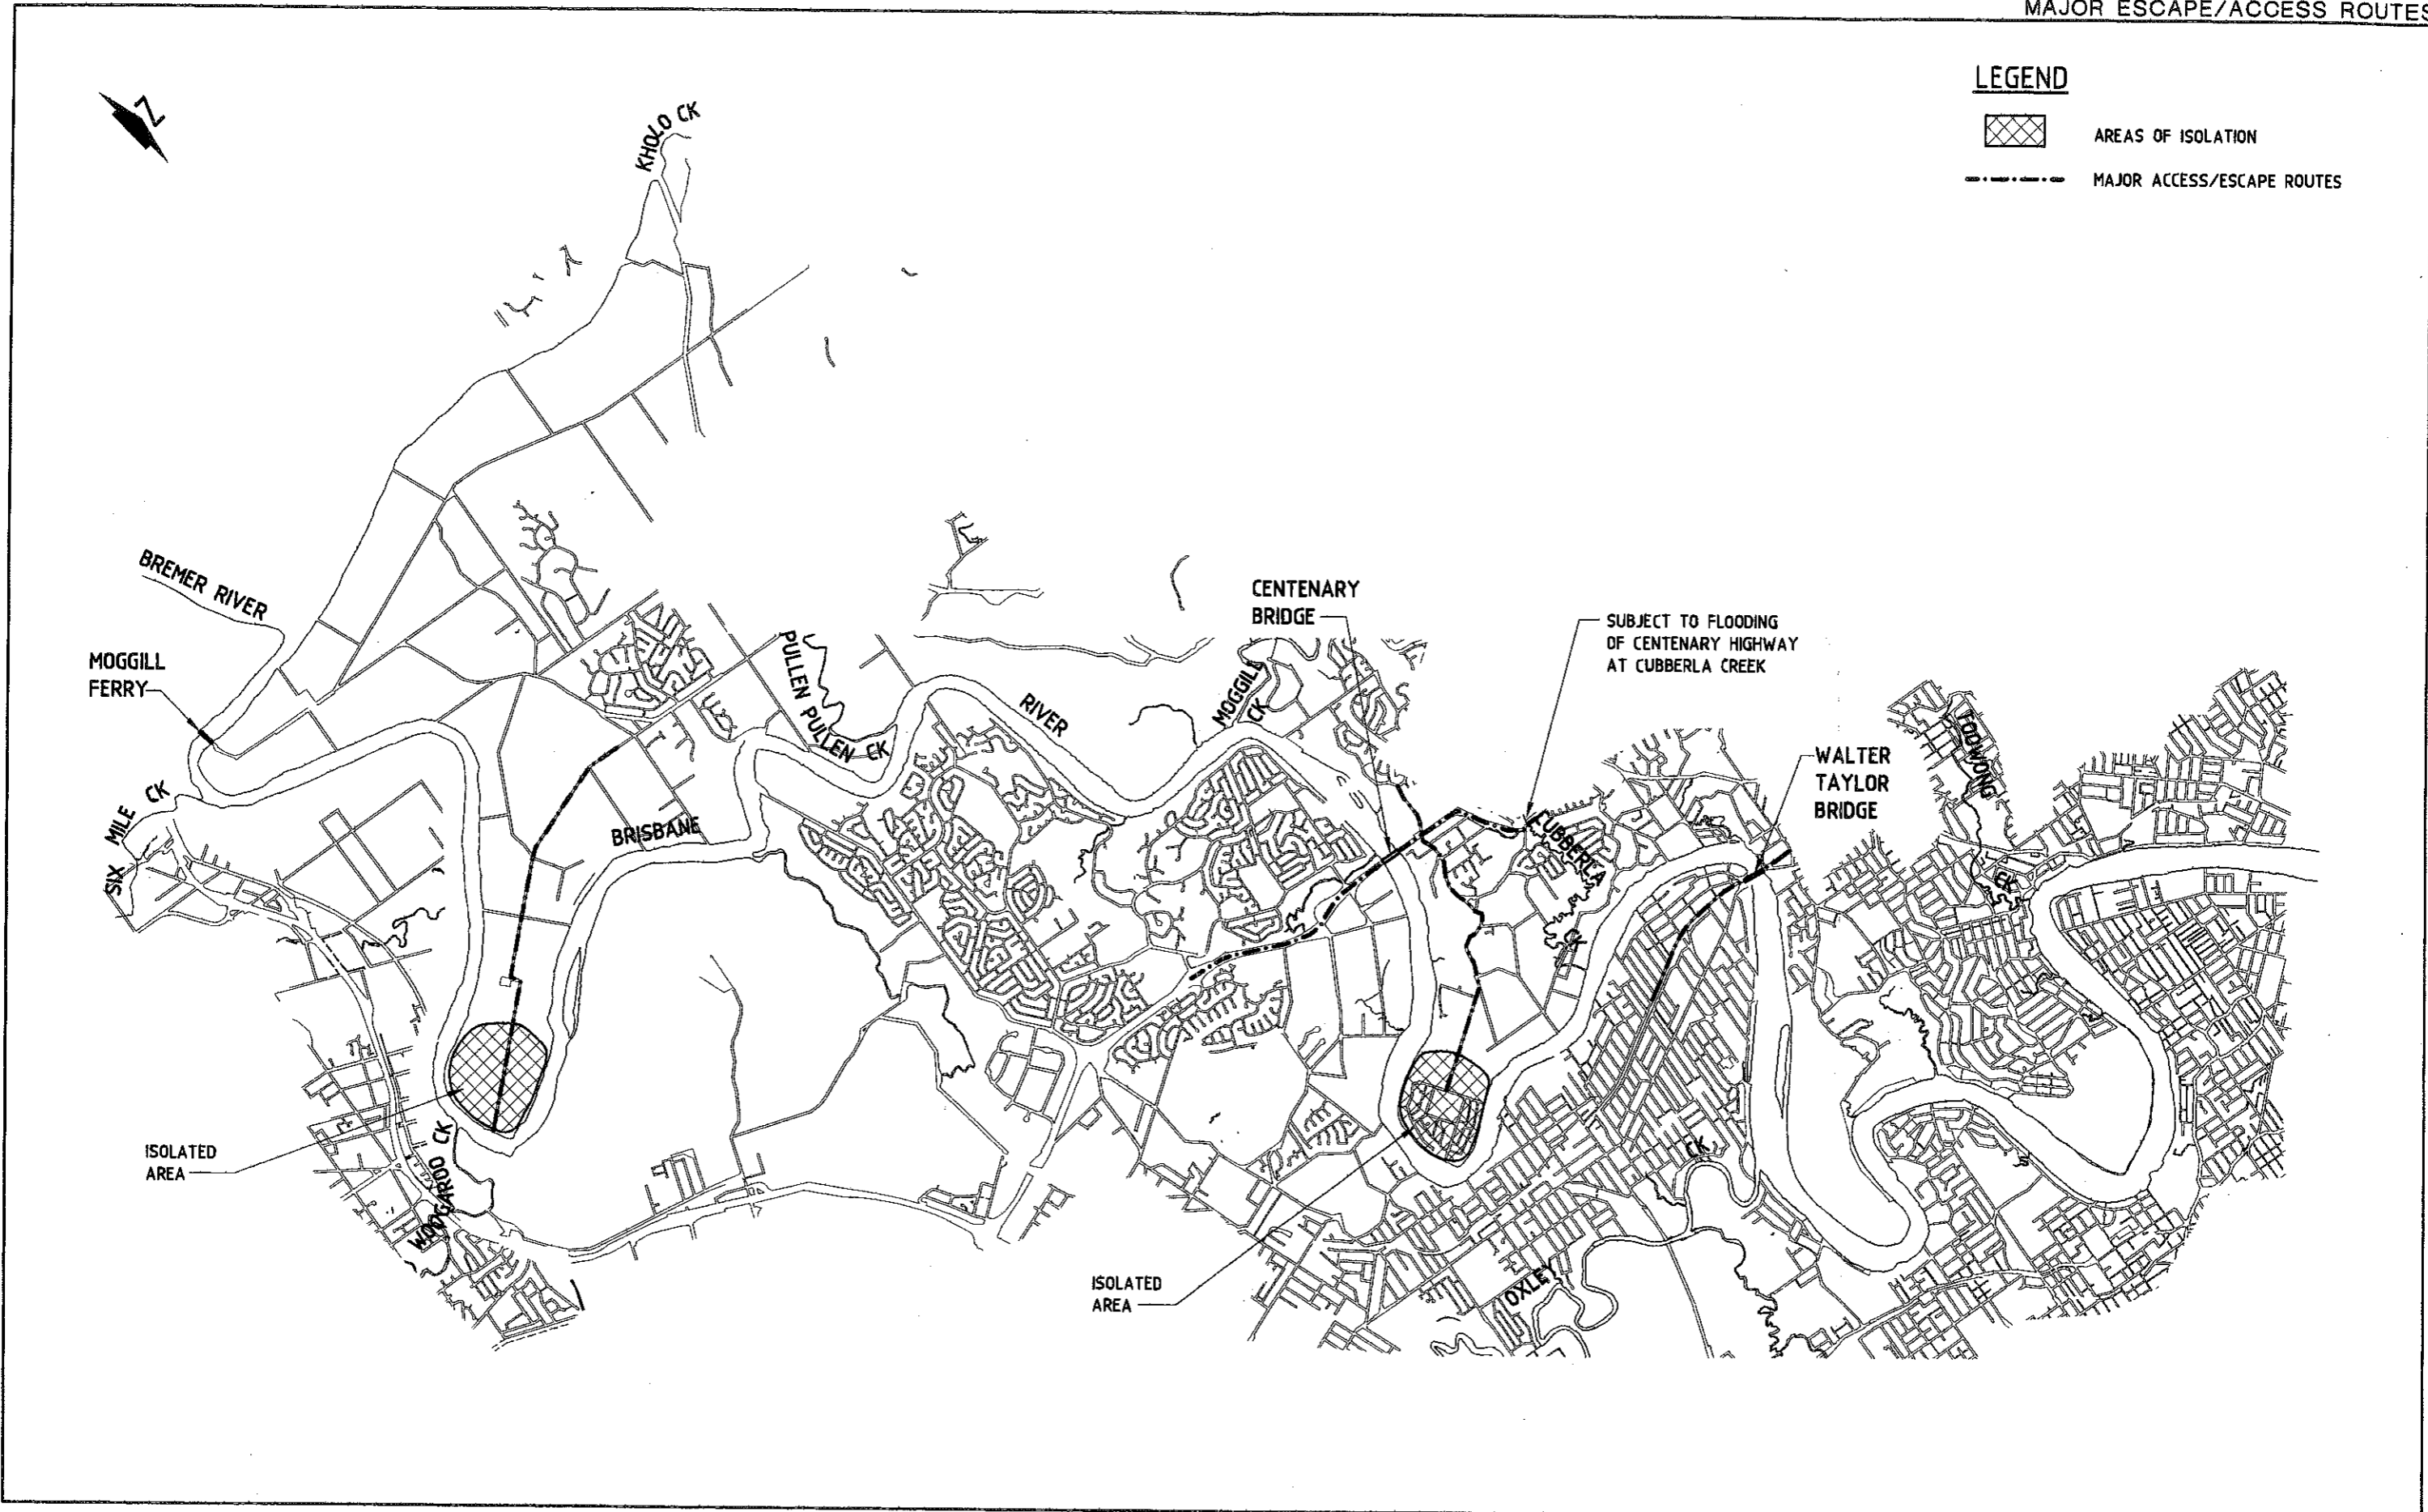 MAJOR ESCAPE/ACCESS ROUTES
LEGEND
AREAS OF ISOLATION
MAJOR ACCESS/ESCAPE ROUTES
N
KHOLO CK
BREMER RIVER
MOGGILL
FERRY
SIX MILE CK
PULLEN PULLEN CK
BRISBANE
RIVER
MOGGILL
CK
CENTENARY
BRIDGE
SUBJECT TO FLOODING
OF CENTENARY HIGHWAY
AT CUBBERLA CREEK
CUBBERLA
CK
WALTER
TAYLOR
BRIDGE
TOOWONG
CK
ISOLATED
AREA
WOOGAROO CK
ISOLATED
AREA
OXLEY
CK